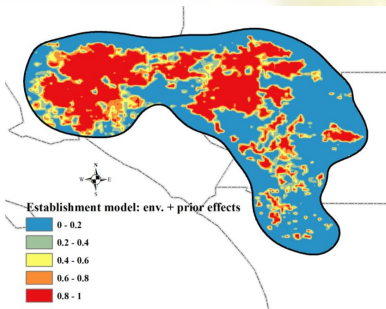 N
W E
S
Establishment model: env. + prior effects
0 - 0.2
0.2 - 0.4
0.4 - 0.6
0.6 - 0.8
0.8 - 1